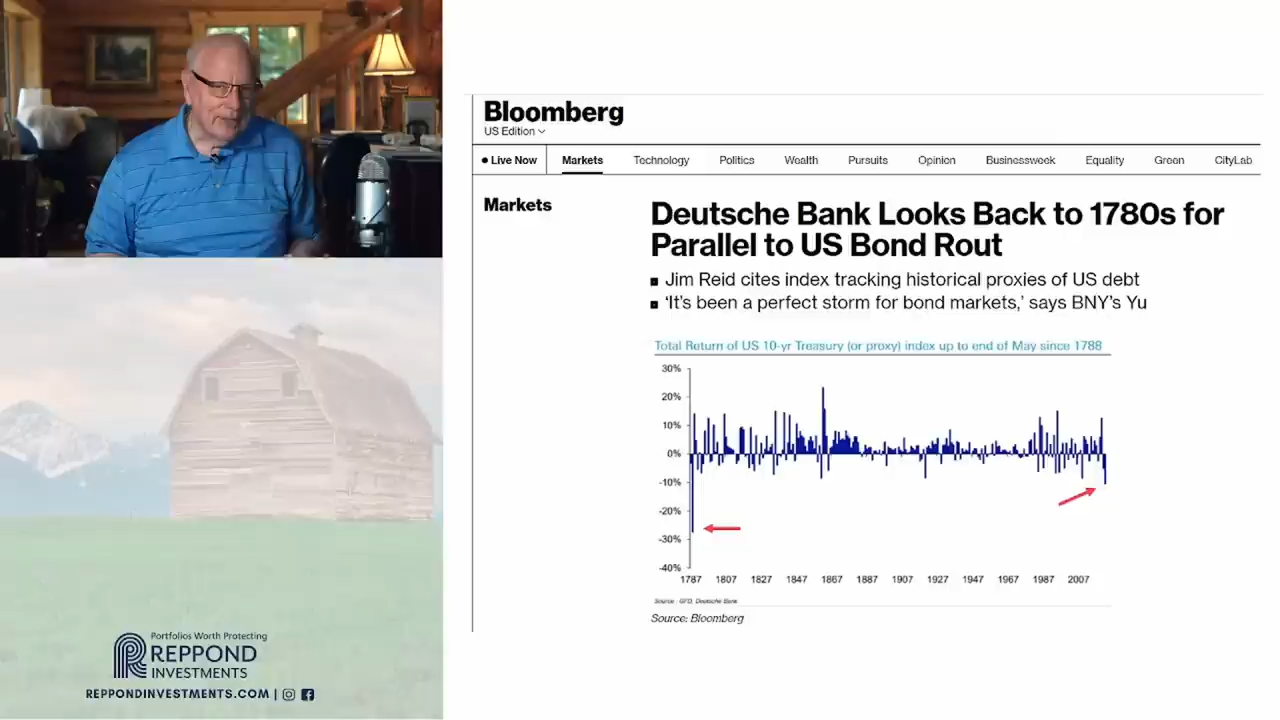 Bloomberg
US Edition
Live Now Markets Technology Politics Wealth Pursuits Opinion Businessweek Equality Green CityLab
Markets
Deutsche Bank Looks Back to 1780s for
Parallel to US Bond Rout
Jim Reid cites index tracking historical proxies of US debt
‘It's been a perfect storm for bond markets,’ says BNY's Yu
Total Return of US 10-yr Treasury (or proxy) index up to end of May since 1788
30%
20%
10%
0%
-10%
-20%
-30%
-40%
1787 1807 1827 1847 1867 1887 1907 1927 1947 1967 1987 2007
Source : GFD, Deutsche Bank
Source: Bloomberg
Portfolios Worth Protecting
REPPOND
INVESTMENTS
REPPONDINVESTMENTS.COM |